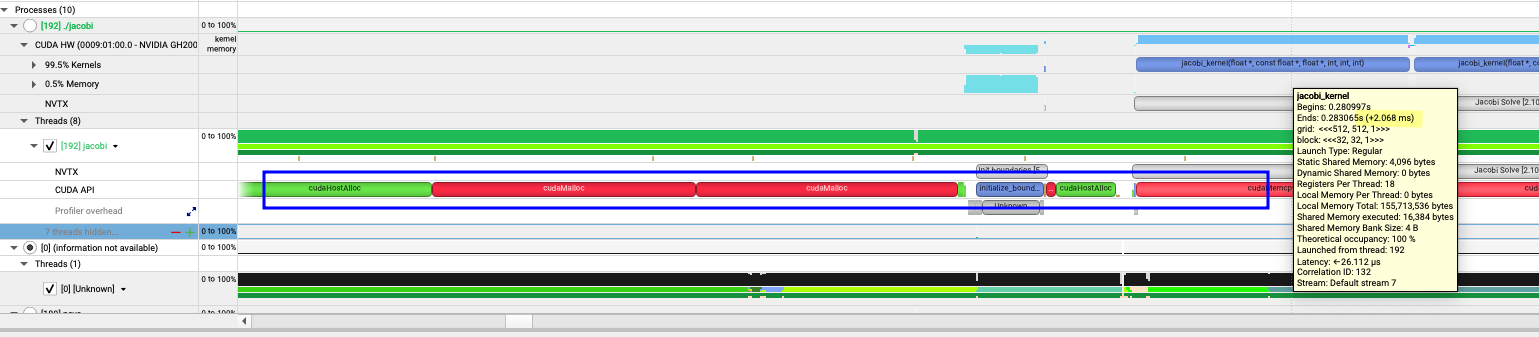 Processes (10)
[192] ./jacobi
0 to 100%
CUDA HW (0009:01:00.0 - NVIDIA GH200
kernel
memory
99.5% Kernels
jacobi_kernel(float *, const float *, float *, int, int, int)
jacobi_kernel(float *, co
0.5% Memory
NVTX
Jacobi Solve [2.10
Threads (8)
[192] jacobi
0 to 100%
NVTX
Init boundaries [5
Jacobi Solve [2.10
CUDA API
cudaHostAlloc
cudaMalloc
cudaMalloc
initialize_bound...
...
cudaHostAlloc
cudaMemcp
cud
Profiler overhead
Unknown
7 threads hidden...
0 to 100%
[0] (information not available)
0 to 100%
Threads (1)
[0] [Unknown]
0 to 100%
0 to 100%
jacobi_kernel
Begins: 0.280997s
Ends: 0.283065s (+2.068 ms)
grid: <<<512, 512, 1>>>
block: <<<32, 32, 1>>>
Launch Type: Regular
Static Shared Memory: 4,096 bytes
Dynamic Shared Memory: 0 bytes
Registers Per Thread: 18
Local Memory Per Thread: 0 bytes
Local Memory Total: 155,713,536 bytes
Shared Memory executed: 16,384 bytes
Shared Memory Bank Size: 4 B
Theoretical occupancy: 100 %
Launched from thread: 192
Latency: ←26.112 μs
Correlation ID: 132
Stream: Default stream 7